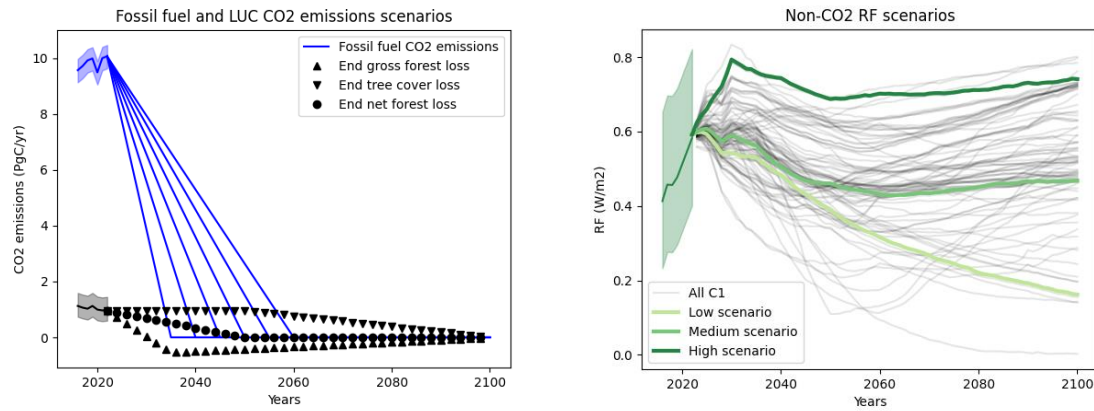 Fossil fuel and LUC CO2 emissions scenarios
CO2 emissions (PgC/yr)
10
8
6
4
2
0
Fossil fuel CO2 emissions
End gross forest loss
End tree cover loss
End net forest loss
2020
2040
2060
2080
2100
Years
Non-CO2 RF scenarios
RF (W/m2)
0.8
0.6
0.4
0.2
0.0
All C1
Low scenario
Medium scenario
High scenario
2020
2040
2060
2080
2100
Years